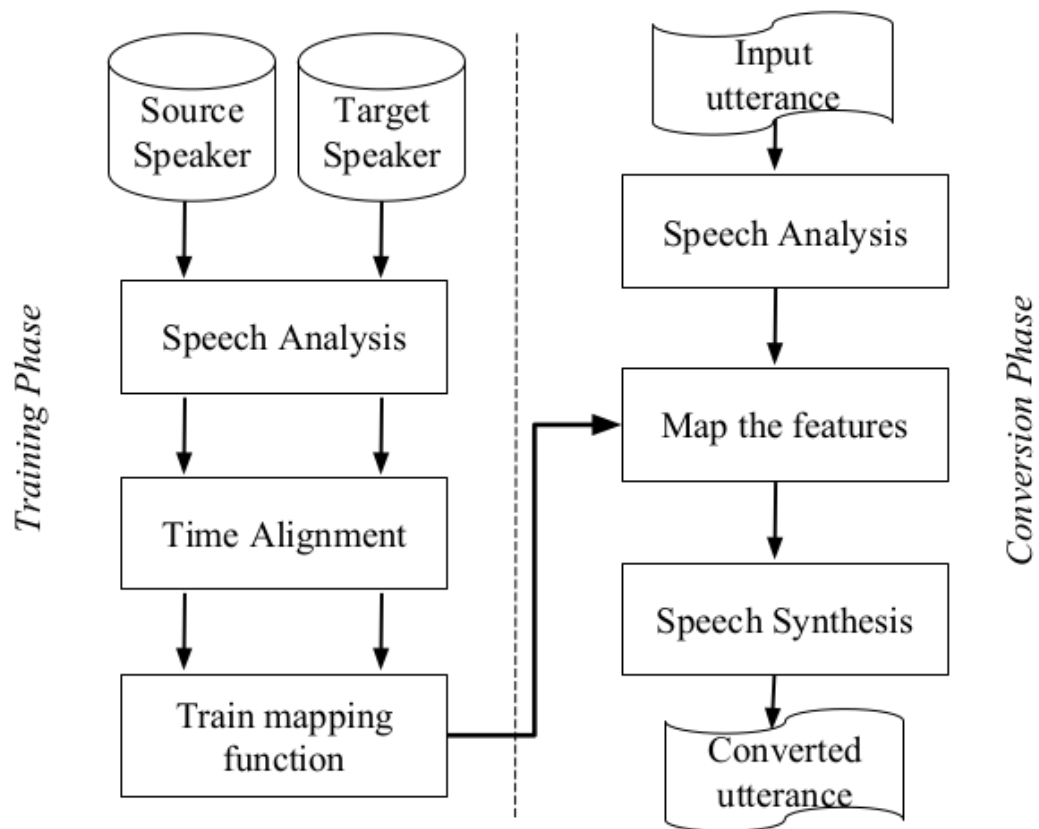 Training Phase
Source
Speaker
Target
Speaker
Speech Analysis
Time Alignment
Train mapping
function
Input
utterance
Speech Analysis
Map the features
Speech Synthesis
Converted
utterance
Conversion Phase